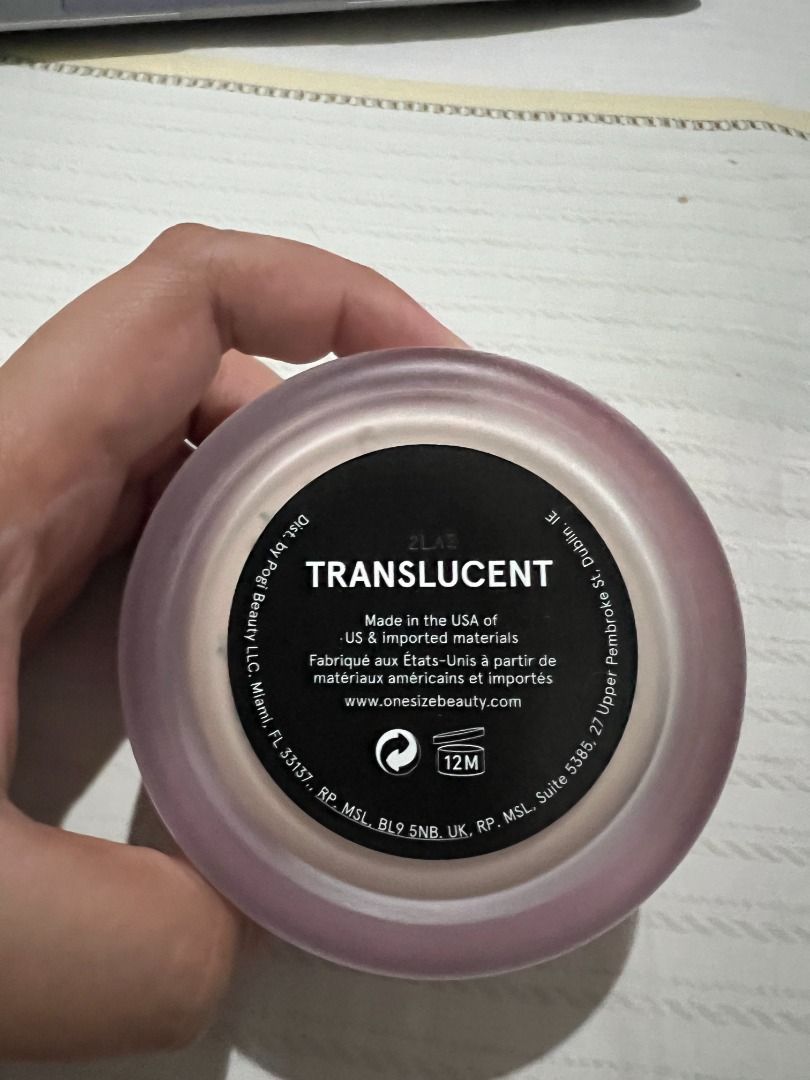 TRANSLUCENT
Made in the USA of
US & imported materials
Fabriqué aux États-Unis à partir de
matériaux américains et importés
www.onesizebeauty.com
12M
Dist. by Pogi Beauty LLC. Miami, FL 33137., RP. MSL, BL9 5NB. UK, RP. MSL, Suite 5385, 27 Upper Pembroke St, Dublin .IE